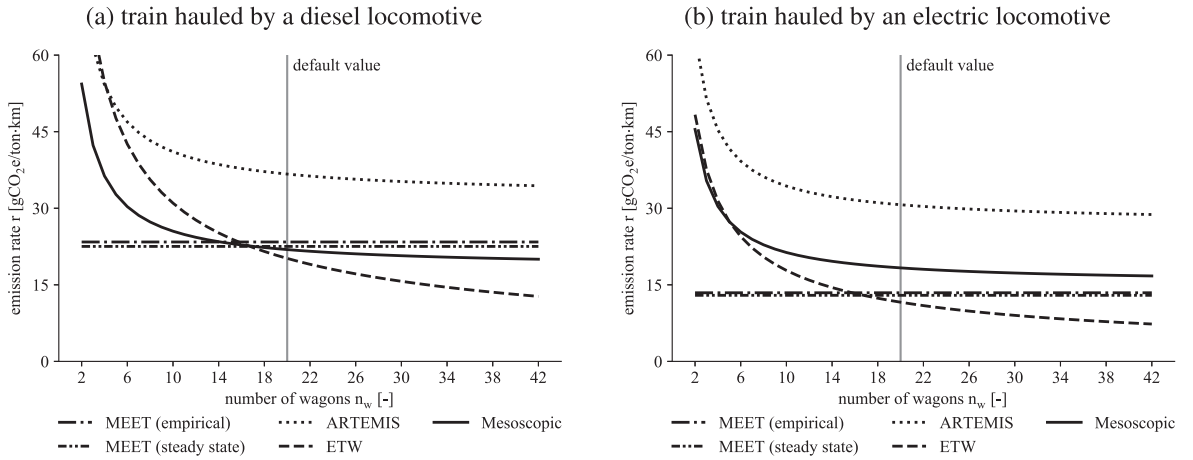 (a) train hauled by a diesel locomotive
60
45
30
15
0
emission rate r [gCO₂e/ton·km]
default value
2 6 10 14 18 22 26 30 34 38 42
number of wagons n_w [-]
MEET (empirical) ARTEMIS Mesoscopic
MEET (steady state) ETW
(b) train hauled by an electric locomotive
60
45
30
15
0
emission rate r [gCO₂e/ton·km]
default value
2 6 10 14 18 22 26 30 34 38 42
number of wagons n_w [-]
MEET (empirical) ARTEMIS Mesoscopic
MEET (steady state) ETW